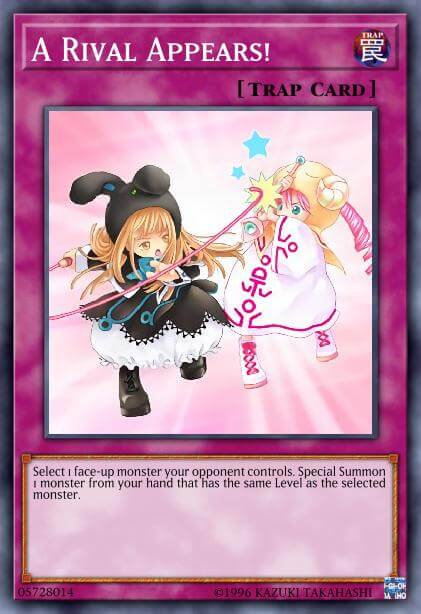 A Rival Appears!
TRAP
罠
[Trap Card]
Select 1 face-up monster your opponent controls. Special Summon
1 monster from your hand that has the same Level as the selected
monster.
05728014
©1996 KAZUKI TAKAHASHI